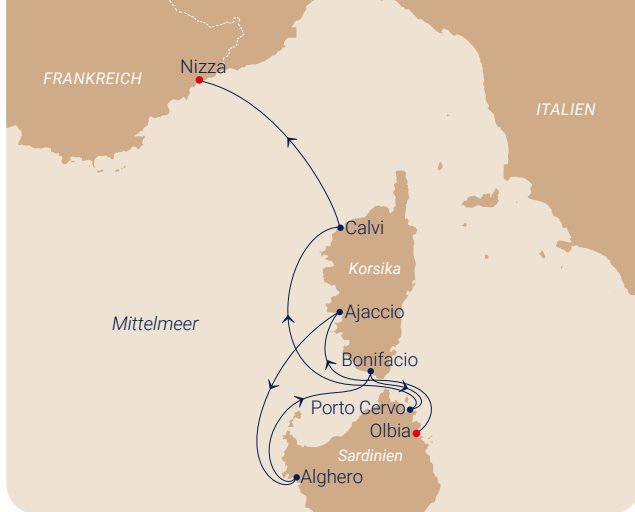 Nizza
FRANKREICH
ITALIEN
Calvi
Korsika
Ajaccio
Mittelmeer
Bonifacio
Porto Cervo
Olbia
Sardinien
Alghero